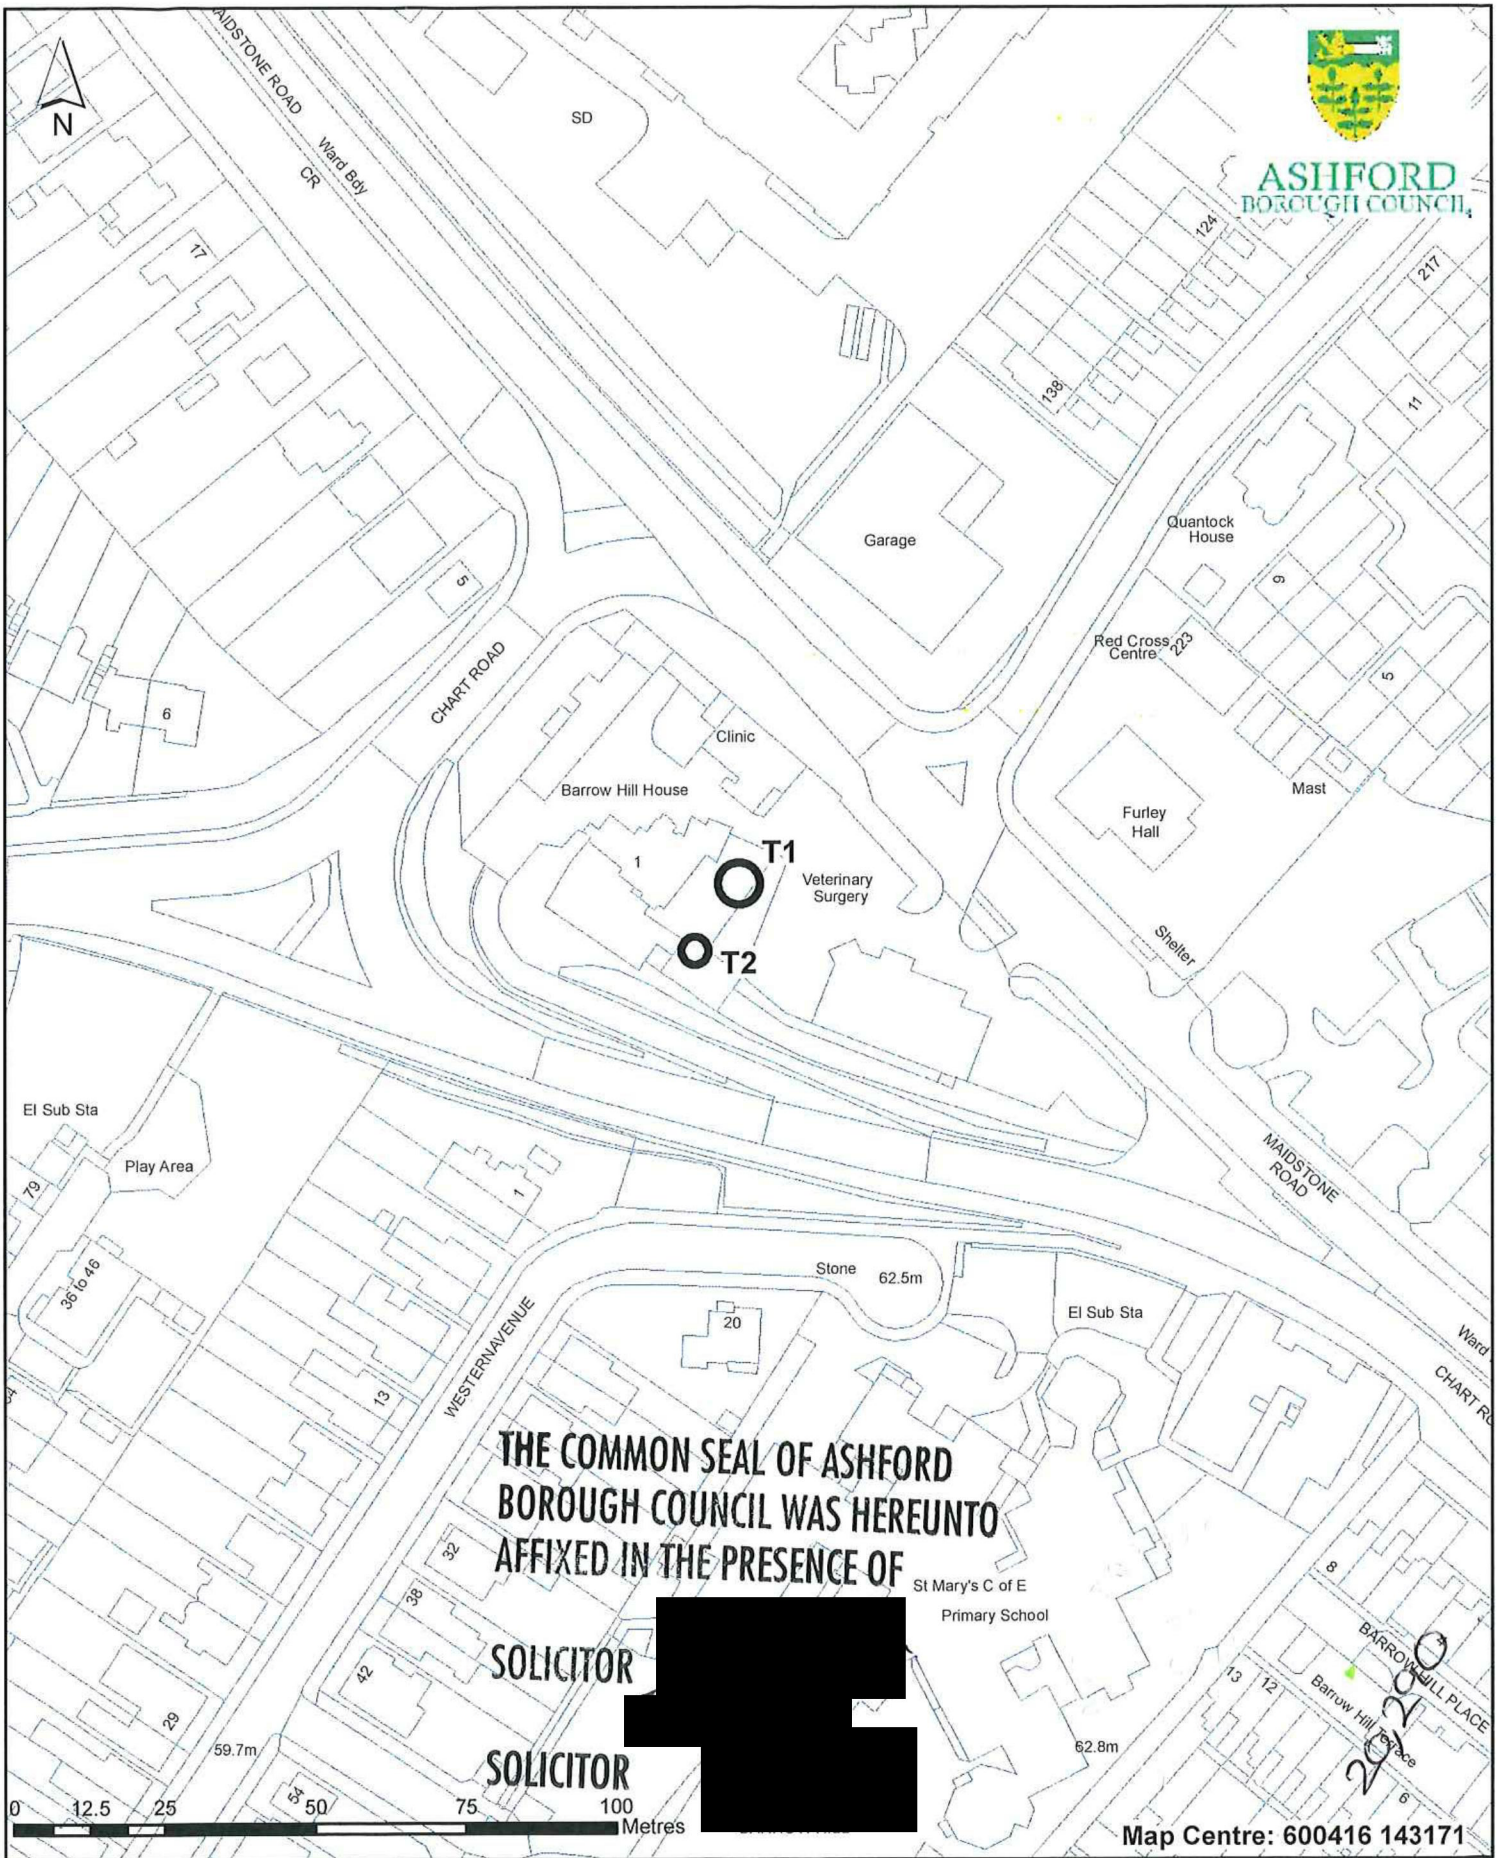 N
MAIDSTONE ROAD
Ward Bdy
CR
SD
ASHFORD
BOROUGH COUNCIL
124
217
17
138
11
Garage
Quantock
House
5
9
Red Cross
Centre
223
CHART ROAD
5
6
Clinic
Barrow Hill House
Mast
Furley
Hall
1
T1
Veterinary
Surgery
Shelter
T2
El Sub Sta
Play Area
79
1
MAIDSTONE
ROAD
36 to 46
Stone
62.5m
WESTERN AVENUE
20
El Sub Sta
Ward
CHART RO
13
THE COMMON SEAL OF ASHFORD
BOROUGH COUNCIL WAS HEREUNTO
AFFIXED IN THE PRESENCE OF
32
38
St Mary's C of E
Primary School
8
4
BARROW HILL PLACE
SOLICITOR
42
13
12
Barrow Hill Terrace
29
59.7m
62.8m
29,290
SOLICITOR
54
6
0 12.5 25 50 75 100
Metres
Map Centre: 600416 143171